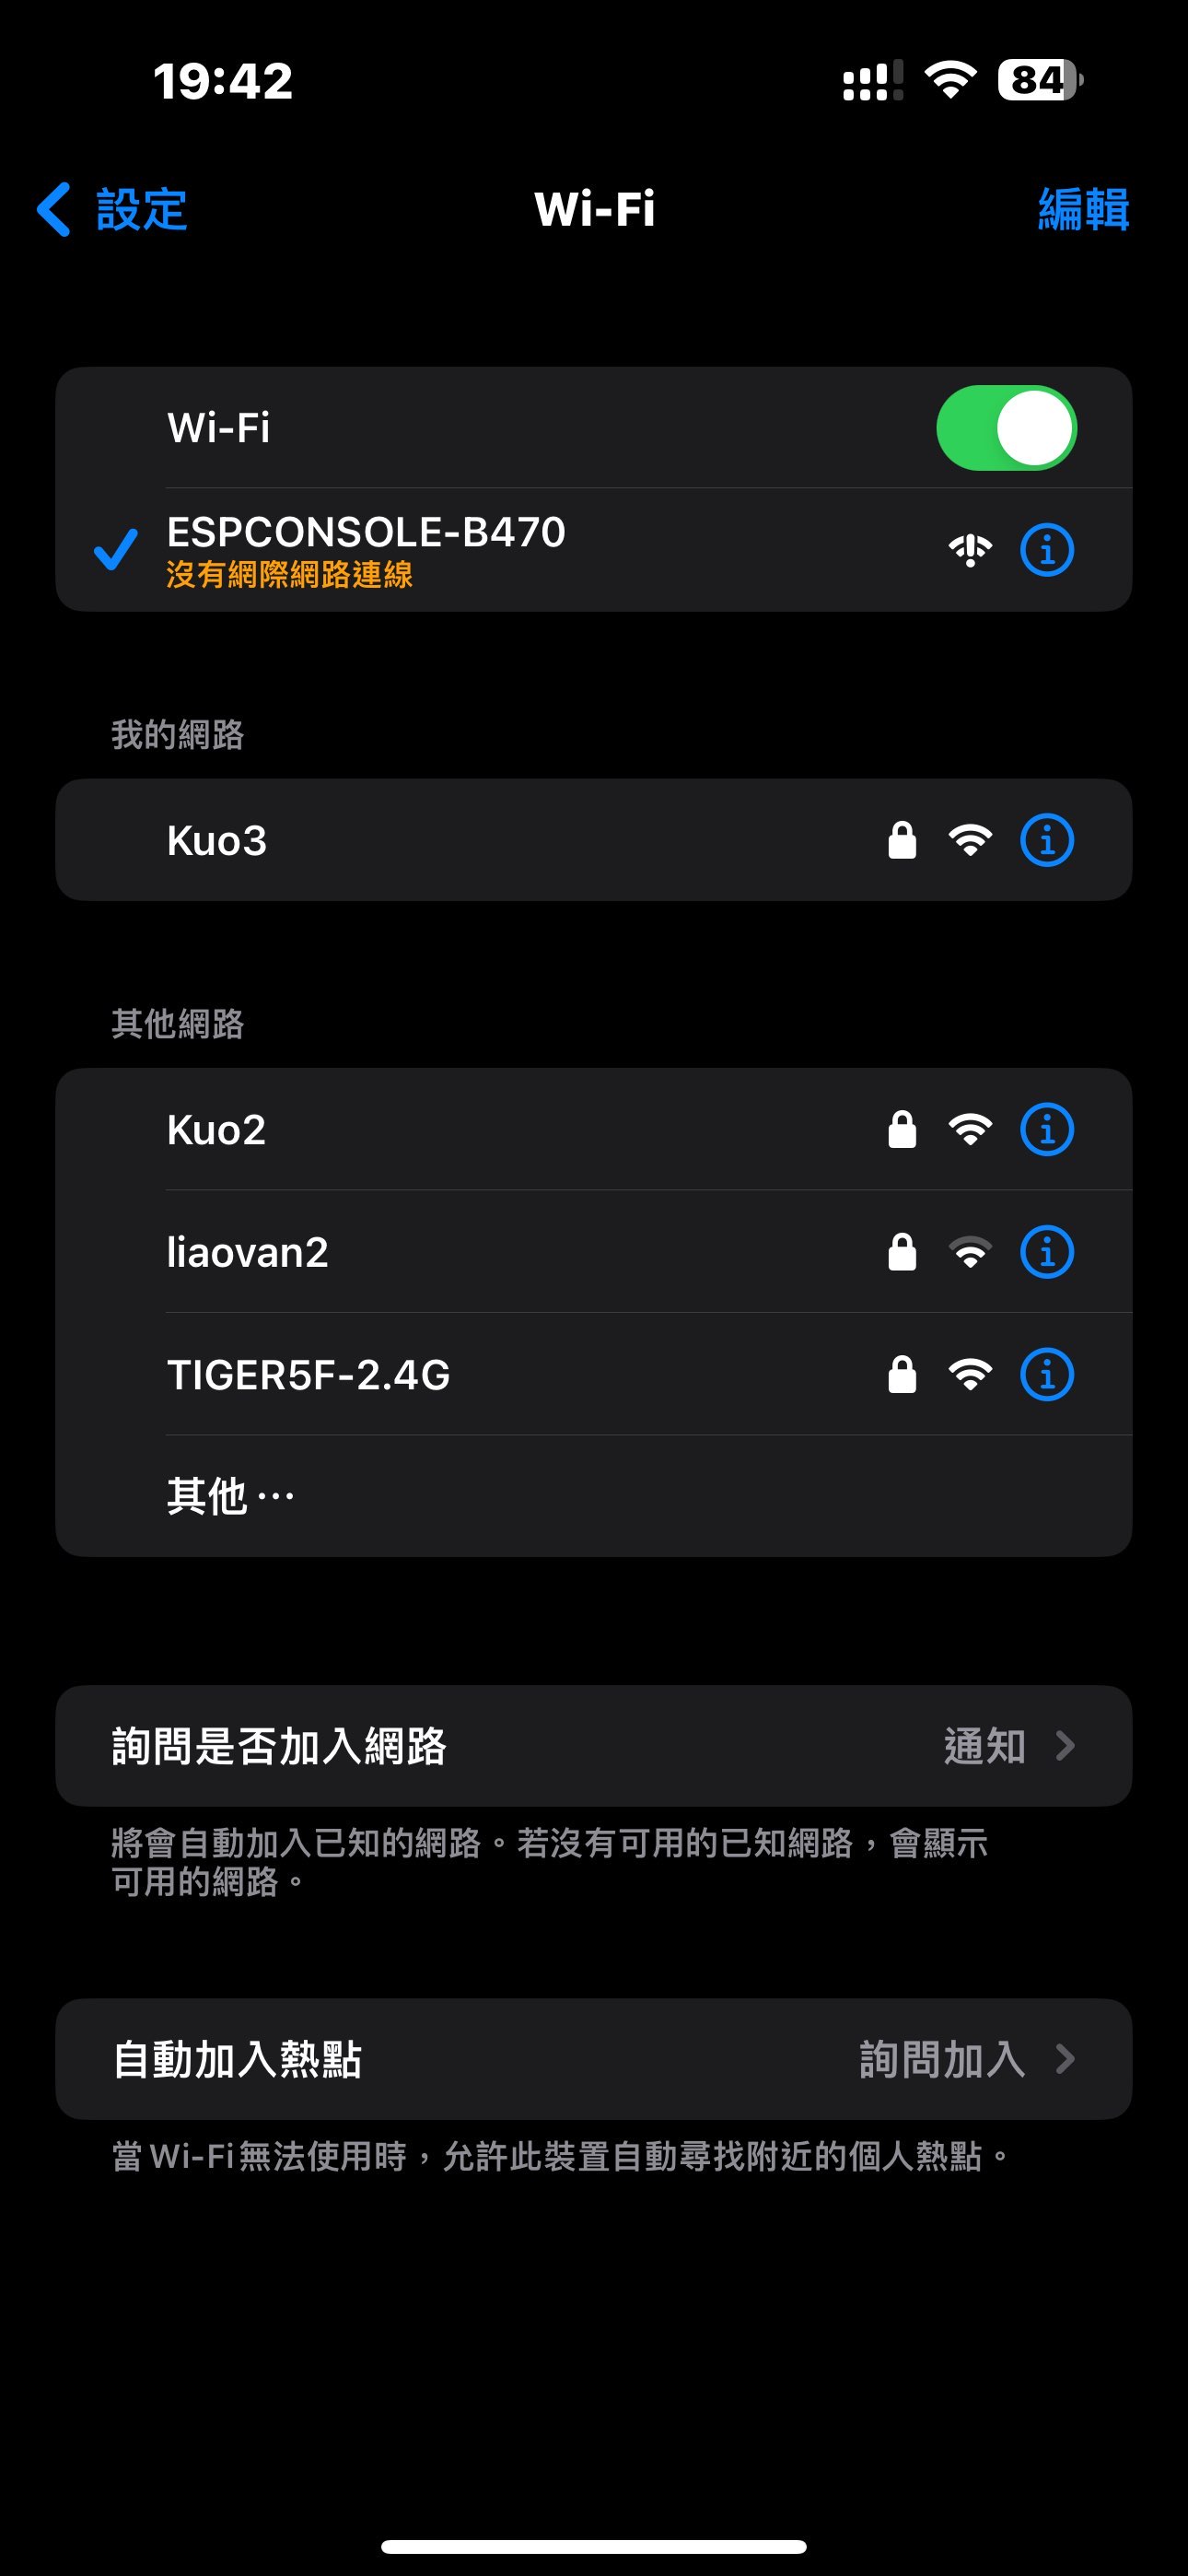 19:42
84
設定
Wi-Fi
編輯
Wi-Fi
ESPCONSOLE-B470
沒有網際網路連線
我的網路
Kuo3
其他網路
Kuo2
liaovan2
TIGER5F-2.4G
其他⋯
詢問是否加入網路
通知
將會自動加入已知的網路。若沒有可用的已知網路，會顯示
可用的網路。
自動加入熱點
詢問加入
當 Wi-Fi 無法使用時，允許此裝置自動尋找附近的個人熱點。